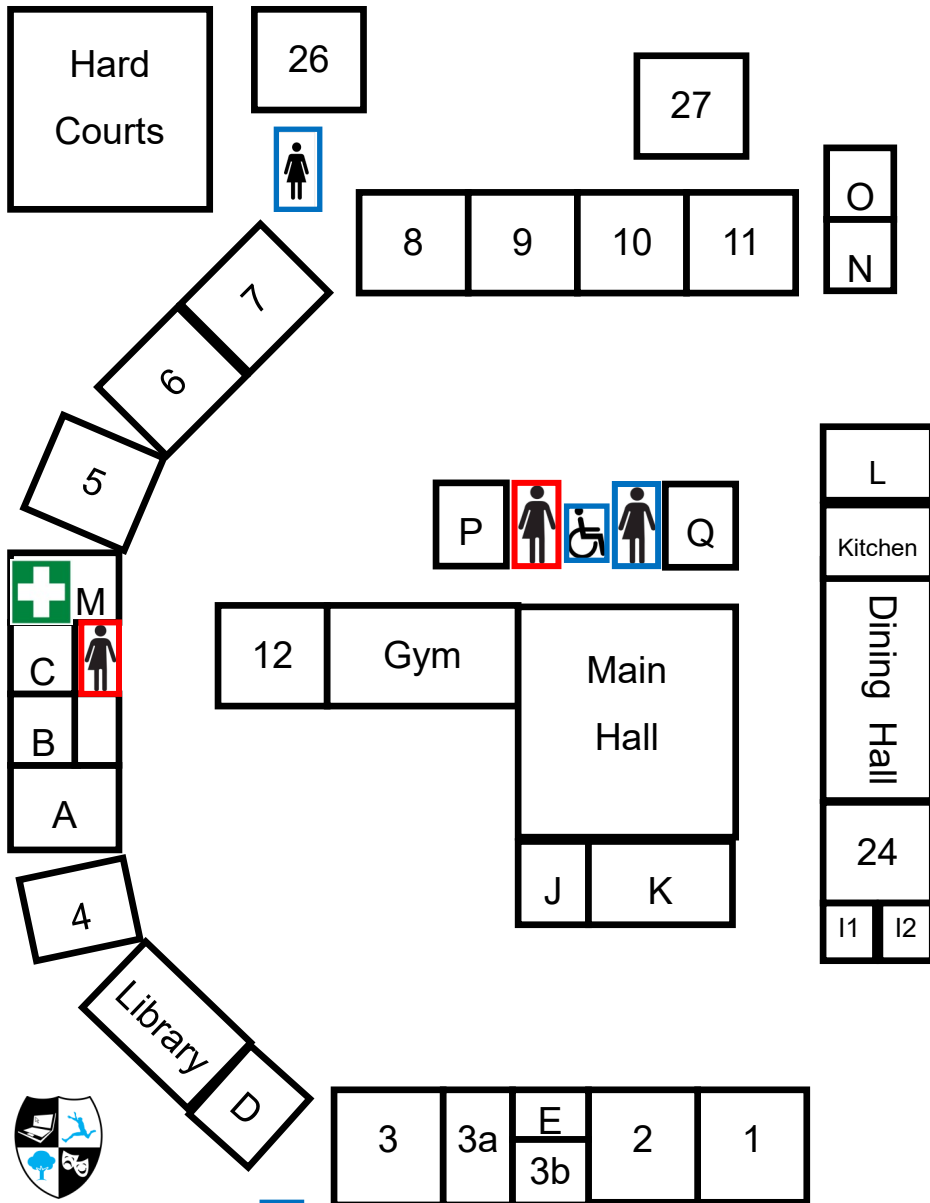 Hard
Courts
26
27
O
N
8
9
10
11
7
6
5
L
Kitchen
Dining Hall
24
I1
I2
P
Q
M
C
B
A
12
Gym
Main
Hall
J
K
4
Library
D
3
3a
E
3b
2
1